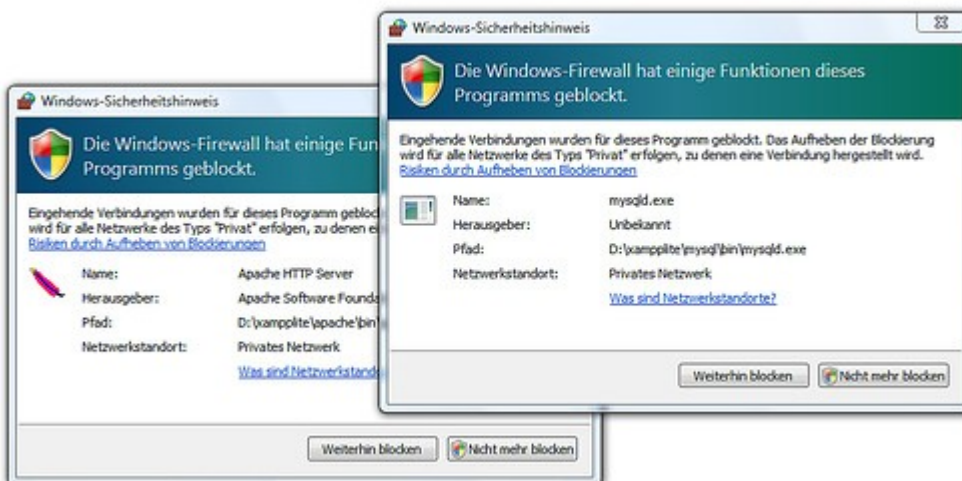 Windows-Sicherheitshinweis
Die Windows-Firewall hat einige Funktionen dieses
Programms geblockt.
Eingehende Verbindungen wurden für dieses Programm geblockt. Das Aufheben der Blockierung
wird für alle Netzwerke des Typs "Privat" erfolgen, zu denen eine Verbindung hergestellt wird.
Risiken durch Aufheben von Blockierungen
Name: mysqld.exe
Herausgeber: Unbekannt
Pfad: D:\xampplite\mysql\bin\mysqld.exe
Netzwerkstandort: Privates Netzwerk
Was sind Netzwerkstandorte?
Weiterhin blocken Nicht mehr blocken
Windows-Sicherheitshinweis
Die Windows-Firewall hat einige
Programms geblockt.
Eingehende Verbindungen wurden für dieses Programm
wird für alle Netzwerke des Typs "Privat" erfolgen, zu denen
Risiken durch Aufheben von Blockierungen
Name: Apache HTTP Server
Herausgeber: Apache Software
Pfad: D:\xampplite\apache\bin\
Netzwerkstandort: Privates Netzwerk
Was sind
Weiterhin blocken Nicht mehr blocken